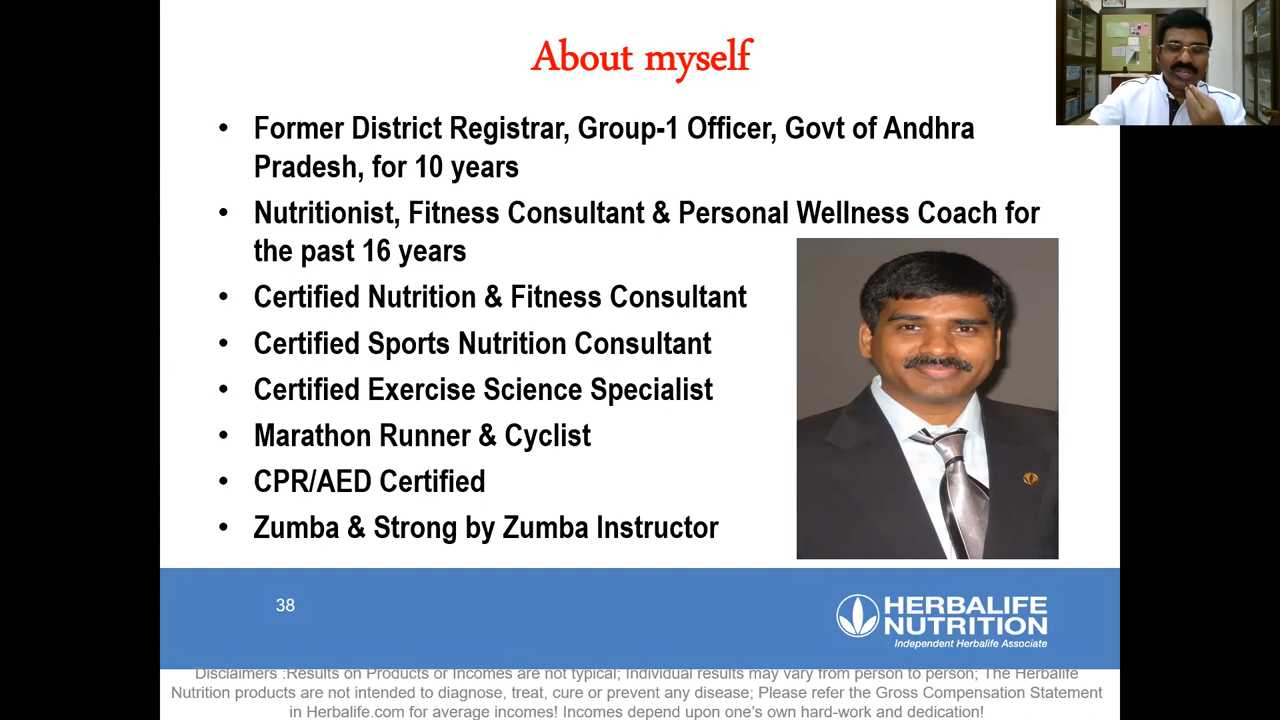 About myself
• Former District Registrar, Group-1 Officer, Govt of Andhra
Pradesh, for 10 years
• Nutritionist, Fitness Consultant & Personal Wellness Coach for
the past 16 years
• Certified Nutrition & Fitness Consultant
• Certified Sports Nutrition Consultant
• Certified Exercise Science Specialist
• Marathon Runner & Cyclist
• CPR/AED Certified
• Zumba & Strong by Zumba Instructor
38
HERBALIFE
NUTRITION
Independent Herbalife Associate
Disclaimers :Results on Products or Incomes are not typical; Individual results may vary from person to person; The Herbalife
Nutrition products are not intended to diagnose, treat, cure or prevent any disease; Please refer the Gross Compensation Statement
in Herbalife.com for average incomes! Incomes depend upon one's own hard-work and dedication!